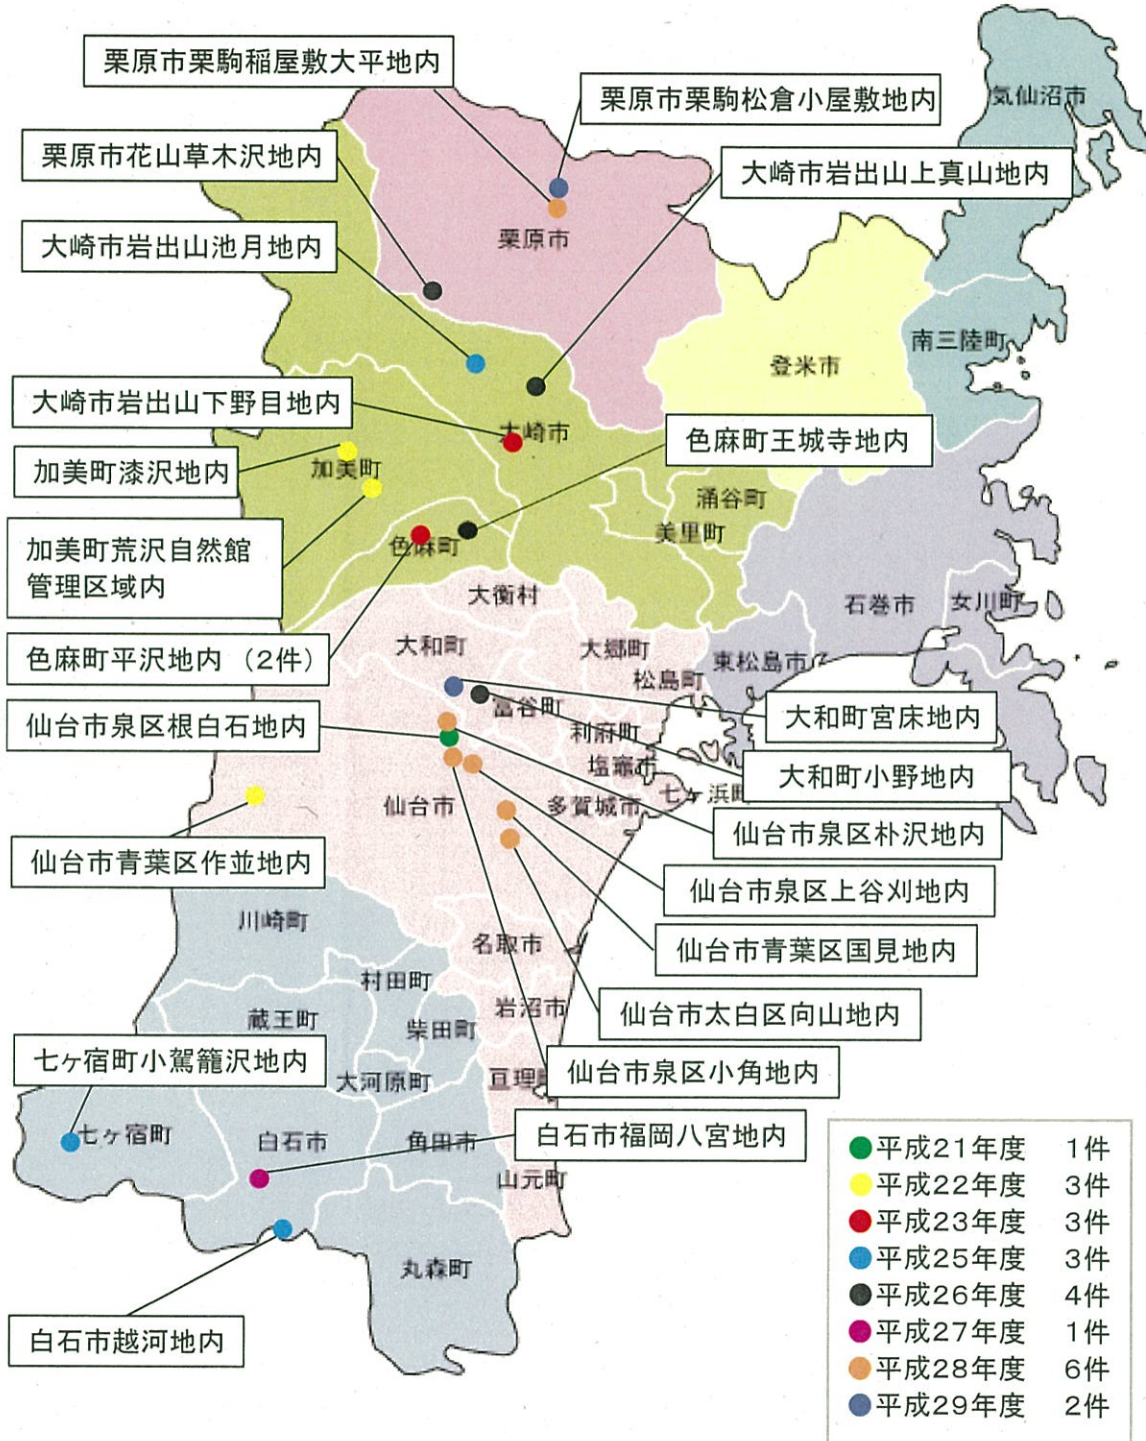 栗原市栗駒稲屋敷大平地内
栗原市栗駒松倉小屋敷地内
気仙沼市
栗原市花山草木沢地内
大崎市岩出山上真山地内
大崎市岩出山池月地内
栗原市
南三陸町
登米市
大崎市岩出山下野目地内
大崎市
色麻町王城寺地内
加美町漆沢地内
加美町
涌谷町
美里町
加美町荒沢自然館
管理区域内
色麻町
大衡村
石巻市
女川町
色麻町平沢地内（2件）
大和町
大郷町
松島町
東松島市
仙台市泉区根白石地内
富谷町
利府町
大和町宮床地内
塩竈市
大和町小野地内
七ヶ浜町
仙台市
多賀城市
仙台市泉区朴沢地内
仙台市青葉区作並地内
仙台市泉区上谷刈地内
川崎町
名取市
仙台市青葉区国見地内
村田町
岩沼市
仙台市太白区向山地内
蔵王町
柴田町
七ヶ宿町小駕籠沢地内
大河原町
亘理町
仙台市泉区小角地内
七ヶ宿町
白石市
角田市
白石市福岡八宮地内
山元町
丸森町
白石市越河地内
平成21年度 1件
平成22年度 3件
平成23年度 3件
平成25年度 3件
平成26年度 4件
平成27年度 1件
平成28年度 6件
平成29年度 2件